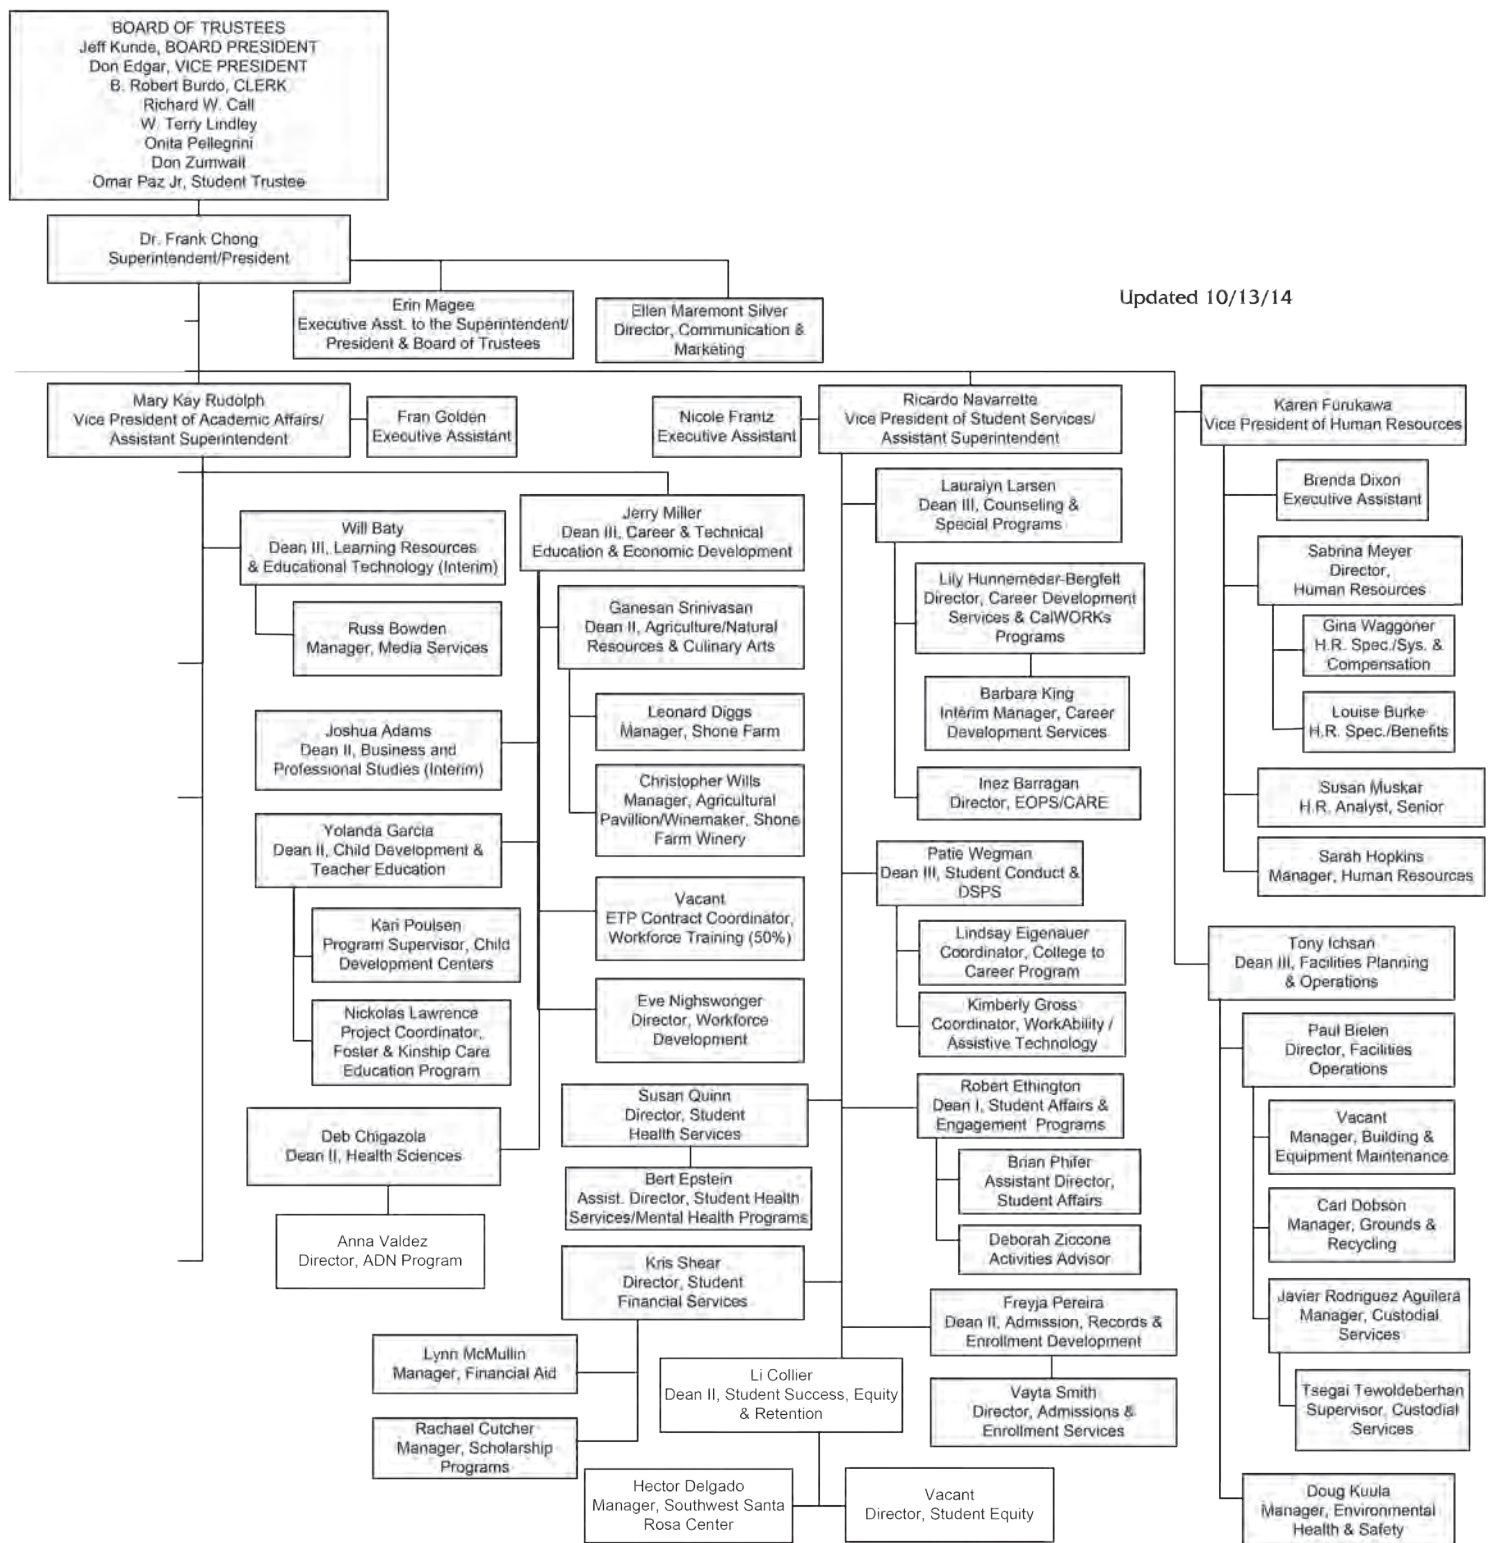 BOARD OF TRUSTEES
Jeff Kunde, BOARD PRESIDENT
Don Edgar, VICE PRESIDENT
B. Robert Burdo, CLERK
Richard W. Call
W. Terry Lindley
Onita Pellegrini
Don Zumwalt
Omar Paz Jr, Student Trustee
Dr. Frank Chong
Superintendent/President
Erin Magee
Executive Asst. to the Superintendent/
President & Board of Trustees
Ellen Maremont Silver
Director, Communication &
Marketing
Updated 10/13/14
Mary Kay Rudolph
Vice President of Academic Affairs/
Assistant Superintendent
Fran Golden
Executive Assistant
Nicole Frantz
Executive Assistant
Ricardo Navarrette
Vice President of Student Services/
Assistant Superintendent
Karen Furukawa
Vice President of Human Resources
Will Baty
Dean III, Learning Resources
& Educational Technology (Interim)
Russ Bowden
Manager, Media Services
Jerry Miller
Dean III, Career & Technical
Education & Economic Development
Ganesan Srinivasan
Dean II, Agriculture/Natural
Resources & Culinary Arts
Leonard Diggs
Manager, Shone Farm
Christopher Wills
Manager, Agricultural
Pavillion/Winemaker, Shone
Farm Winery
Joshua Adams
Dean II, Business and
Professional Studies (Interim)
Yolanda Garcia
Dean II, Child Development &
Teacher Education
Kari Poulsen
Program Supervisor, Child
Development Centers
Nickolas Lawrence
Project Coordinator,
Foster & Kinship Care
Education Program
Vacant
ETP Contract Coordinator,
Workforce Training (50%)
Eve Nighswonger
Director, Workforce
Development
Deb Chigazola
Dean II, Health Sciences
Anna Valdez
Director, ADN Program
Lauralyn Larsen
Dean III, Counseling &
Special Programs
Lily Hunnemeder-Bergfelt
Director, Career Development
Services & CalWORKs
Programs
Barbara King
Interim Manager, Career
Development Services
Inez Barragan
Director, EOPS/CARE
Patie Wegman
Dean III, Student Conduct &
DSPS
Lindsay Eigenauer
Coordinator, College to
Career Program
Kimberly Gross
Coordinator, WorkAbility /
Assistive Technology
Susan Quinn
Director, Student
Health Services
Bert Epstein
Assist. Director, Student Health
Services/Mental Health Programs
Robert Ethington
Dean I, Student Affairs &
Engagement Programs
Brian Phifer
Assistant Director,
Student Affairs
Deborah Ziccone
Activities Advisor
Kris Shear
Director, Student
Financial Services
Lynn McMullin
Manager, Financial Aid
Rachael Cutcher
Manager, Scholarship
Programs
Freyja Pereira
Dean II, Admission, Records &
Enrollment Development
Vayta Smith
Director, Admissions &
Enrollment Services
Li Collier
Dean II, Student Success, Equity
& Retention
Hector Delgado
Manager, Southwest Santa
Rosa Center
Vacant
Director, Student Equity
Brenda Dixon
Executive Assistant
Sabrina Meyer
Director,
Human Resources
Gina Waggoner
H.R. Spec./Sys. &
Compensation
Louise Burke
H.R. Spec./Benefits
Susan Muskar
H.R. Analyst, Senior
Sarah Hopkins
Manager, Human Resources
Tony Ichsan
Dean III, Facilities Planning
& Operations
Paul Bielen
Director, Facilities
Operations
Vacant
Manager, Building &
Equipment Maintenance
Carl Dobson
Manager, Grounds &
Recycling
Javier Rodriguez Aguilera
Manager, Custodial
Services
Tsegai Tewoldeberhan
Supervisor, Custodial
Services
Doug Kuula
Manager, Environmental
Health & Safety